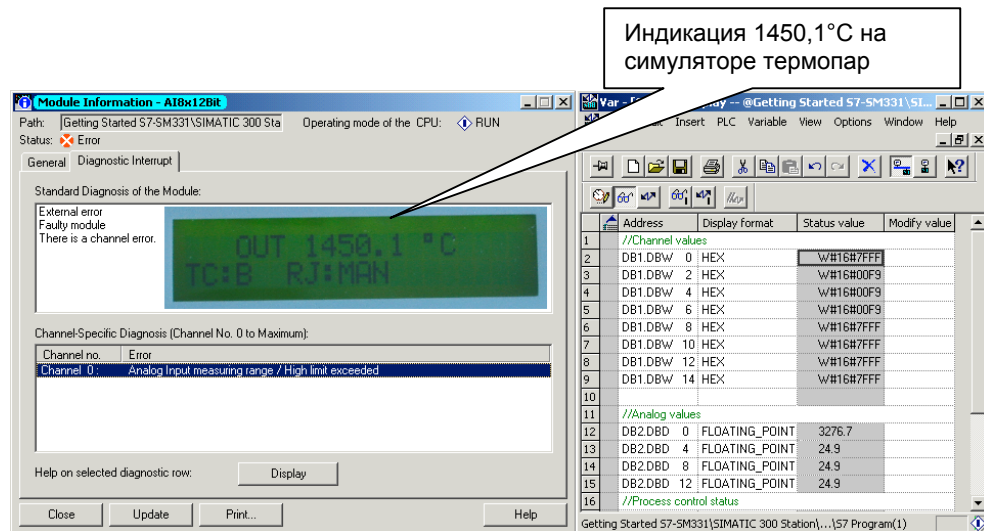 Индикация 1450,1°C на
симуляторе термопар
Module Information - AI8x12Bit
Path: Getting Started S7-SM331\SIMATIC 300 Sta Operating mode of the CPU: RUN
Status: Error
General Diagnostic Interrupt
Standard Diagnosis of the Module:
External error
Faulty module
There is a channel error.
OUT 1450.1 °C
TC:B RJ:MAN
Channel-Specific Diagnosis (Channel No. 0 to Maximum):
Channel no. Error
Channel 0 : Analog Input measuring range / High limit exceeded
Help on selected diagnostic row: Display
Close Update Print... Help
Var - @Getting Started S7-SM331\SI...
Insert PLC Variable View Options Window Help
Address Display format Status value Modify value
1 //Channel values
2 DB1.DBW 0 HEX W#16#7FFF
3 DB1.DBW 2 HEX W#16#00F9
4 DB1.DBW 4 HEX W#16#00F9
5 DB1.DBW 6 HEX W#16#00F9
6 DB1.DBW 8 HEX W#16#7FFF
7 DB1.DBW 10 HEX W#16#7FFF
8 DB1.DBW 12 HEX W#16#7FFF
9 DB1.DBW 14 HEX W#16#7FFF
10
11 //Analog values
12 DB2.DBD 0 FLOATING_POINT 3276.7
13 DB2.DBD 4 FLOATING_POINT 24.9
14 DB2.DBD 8 FLOATING_POINT 24.9
15 DB2.DBD 12 FLOATING_POINT 24.9
16 //Process control status
Getting Started S7-SM331\SIMATIC 300 Station\...\S7 Program(1)